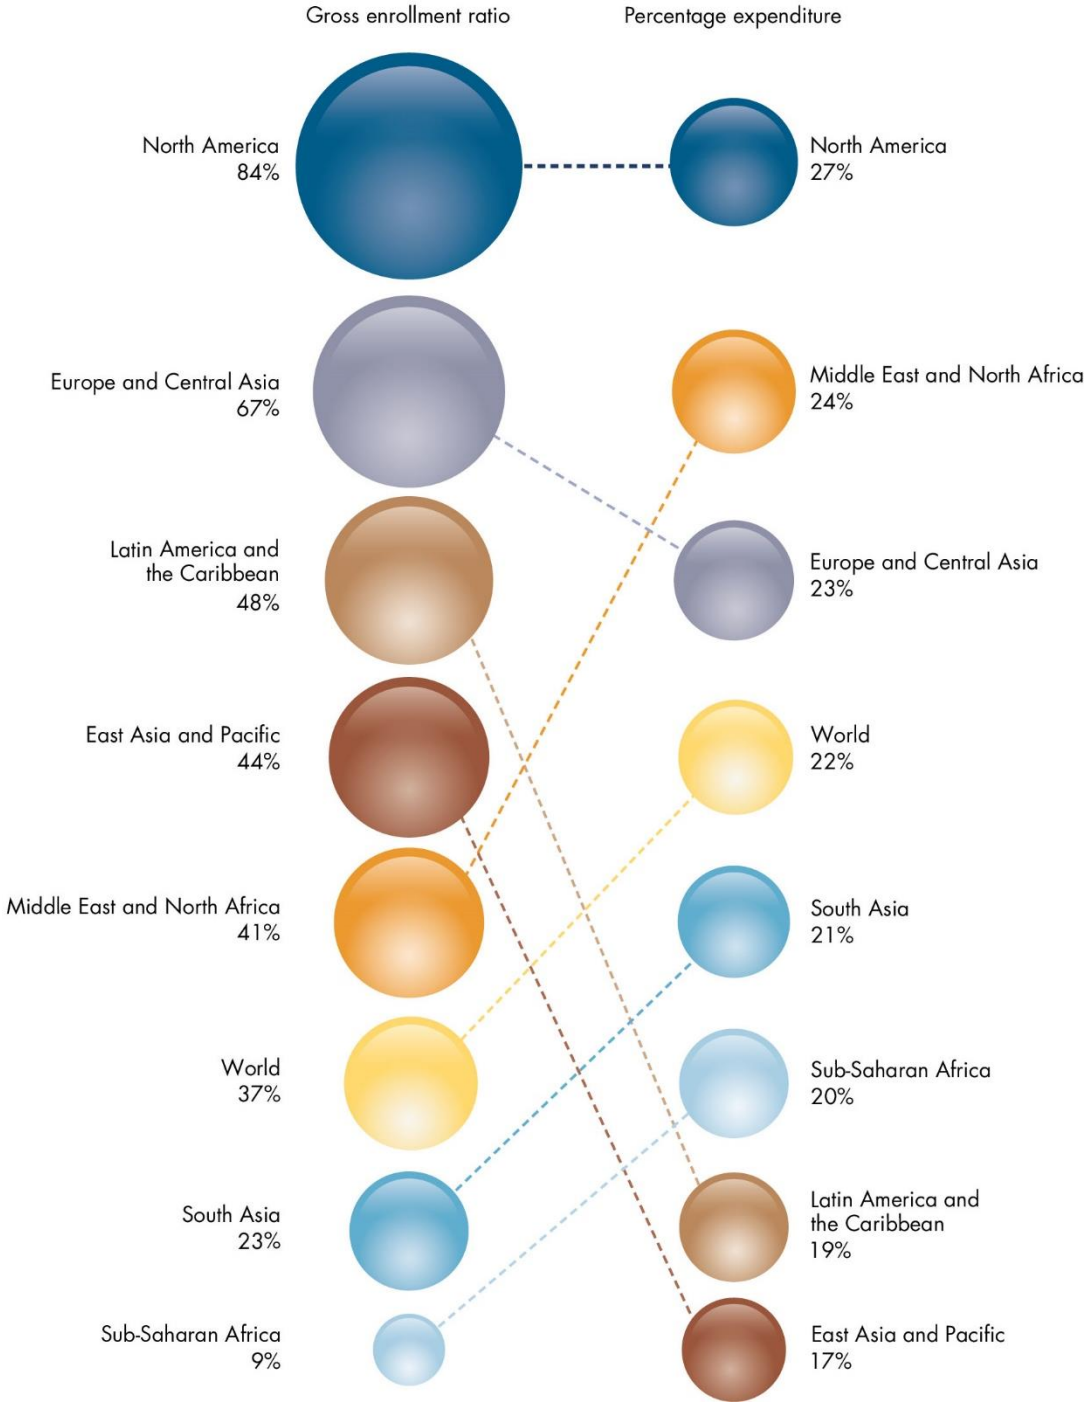 Gross enrollment ratio
Percentage expenditure
North America
84%
North America
27%
Europe and Central Asia
67%
Middle East and North Africa
24%
Latin America and
the Caribbean
48%
Europe and Central Asia
23%
East Asia and Pacific
44%
World
22%
Middle East and North Africa
41%
South Asia
21%
World
37%
Sub-Saharan Africa
20%
South Asia
23%
Latin America and
the Caribbean
19%
Sub-Saharan Africa
9%
East Asia and Pacific
17%